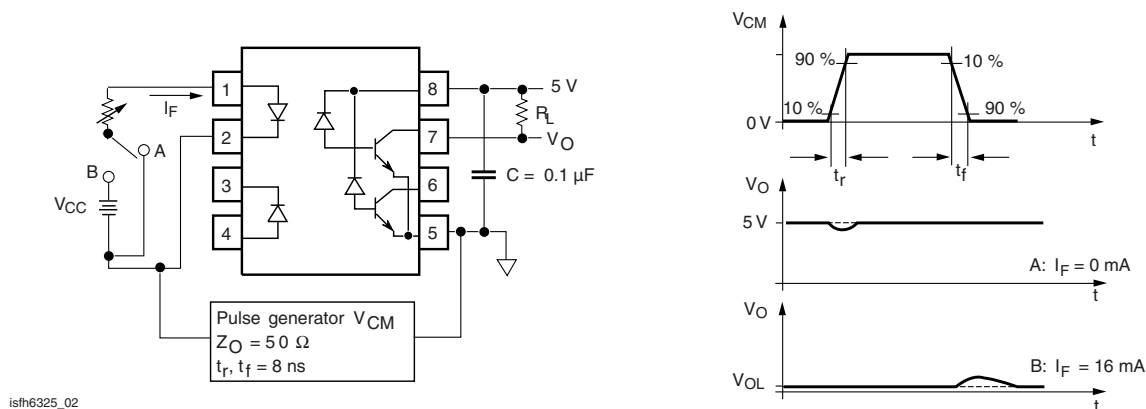 1
2
3
4
8
7
6
5
I_F
A
B
V_CC
5 V
R_L
V_O
C = 0.1 µF
Pulse generator V_CM
Z_O = 50 Ω
t_r, t_f = 8 ns
isfh6325_02
V_CM
90 %
10 %
10 %
90 %
0 V
t
t_r
t_f
V_O
5 V
A: I_F = 0 mA
t
V_O
B: I_F = 16 mA
V_OL
t